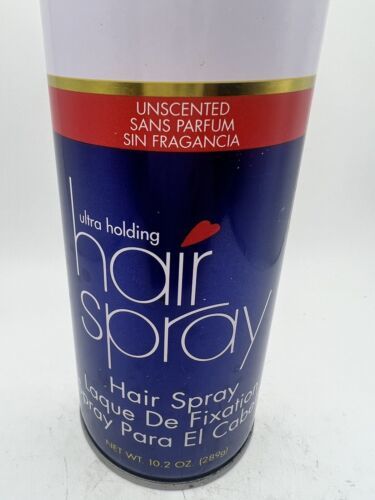 UNSCENTED
SANS PARFUM
SIN FRAGANCIA
ultra holding
hair
spray
Hair Spray
Laque De Fixation
Spray Para El Cabo
NET WT. 10.2 OZ. (289g)